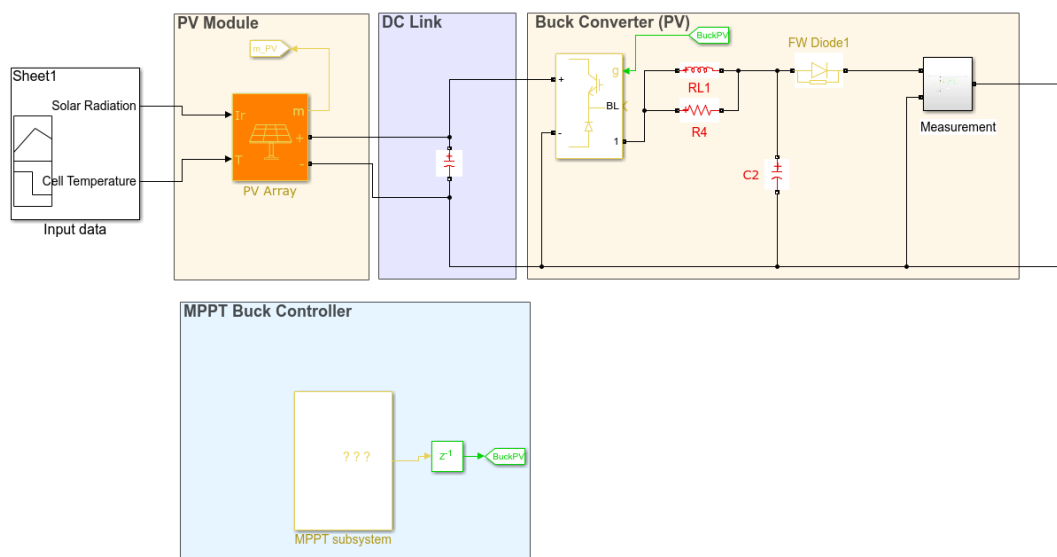 PV Module
DC Link
Buck Converter (PV)
m_PV
BuckPV
FW Diode1
Sheet1
Solar Radiation
Cell Temperature
Input data
Ir
m
T
+
-
PV Array
+
+
-
g
BL
1
+
RL1
+
R4
+
C2
Measurement
MPPT Buck Controller
? ? ?
MPPT subsystem
z⁻¹
BuckPV